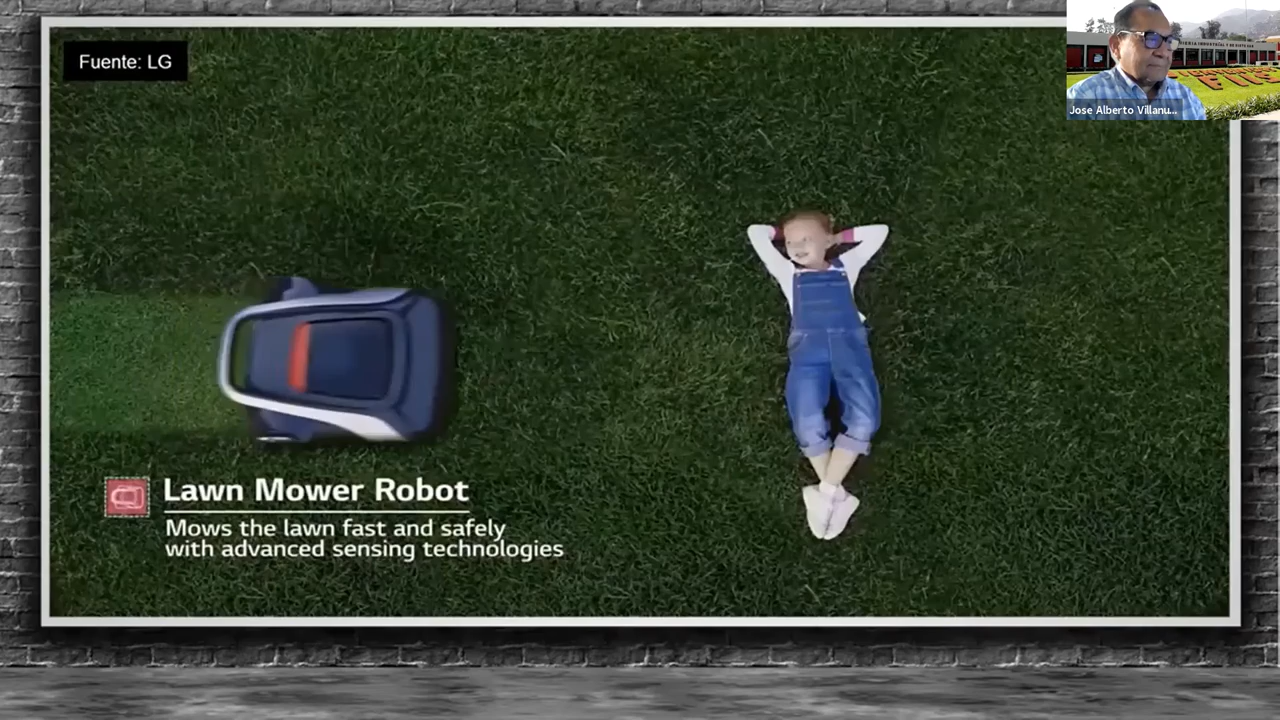 Fuente: LG
Jose Alberto Villanu...
Lawn Mower Robot
Mows the lawn fast and safely
with advanced sensing technologies